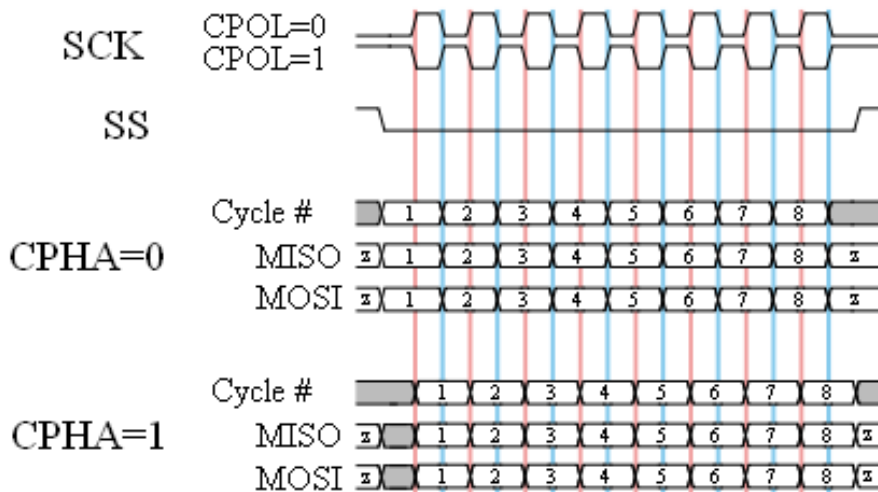 CPOL=0
SCK CPOL=1
SS
Cycle # 1 2 3 4 5 6 7 8
CPHA=0 MISO z 1 2 3 4 5 6 7 8 z
MOSI z 1 2 3 4 5 6 7 8 z
Cycle # 1 2 3 4 5 6 7 8
CPHA=1 MISO z 1 2 3 4 5 6 7 8 z
MOSI z 1 2 3 4 5 6 7 8 z